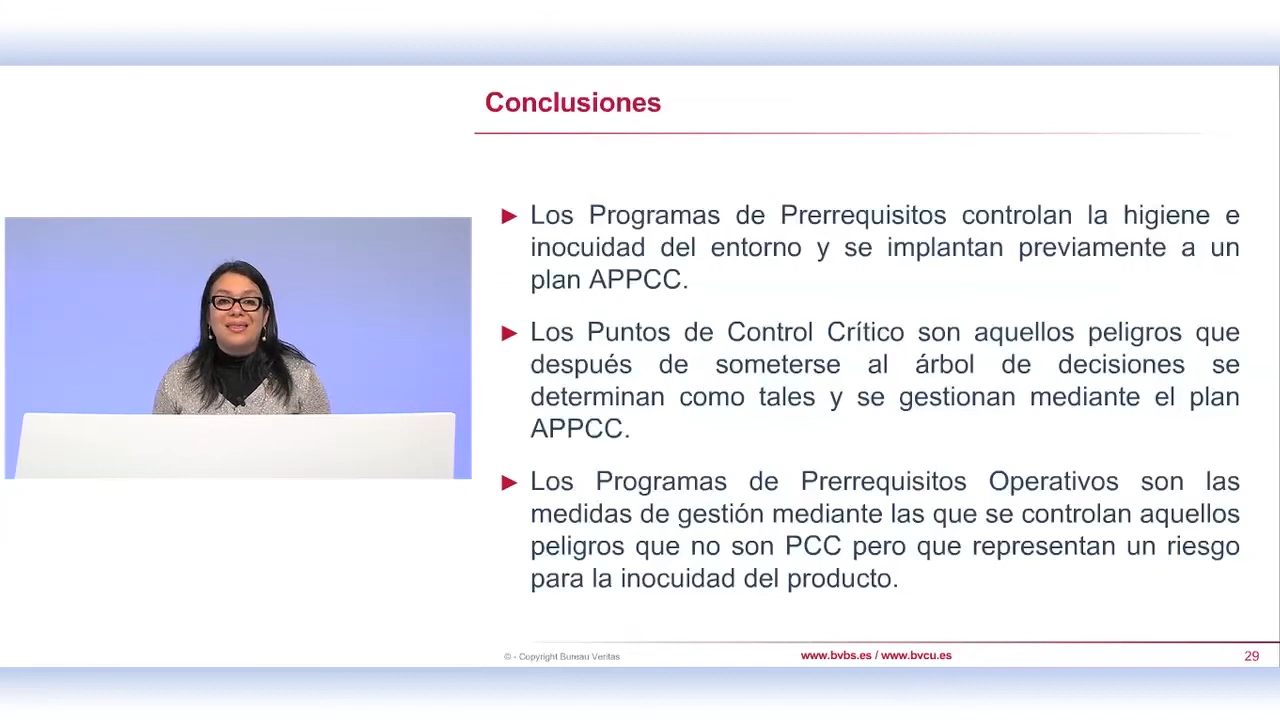 Conclusiones
► Los Programas de Prerrequisitos controlan la higiene e
inocuidad del entorno y se implantan previamente a un
plan APPCC.
► Los Puntos de Control Crítico son aquellos peligros que
después de someterse al árbol de decisiones se
determinan como tales y se gestionan mediante el plan
APPCC.
► Los Programas de Prerrequisitos Operativos son las
medidas de gestión mediante las que se controlan aquellos
peligros que no son PCC pero que representan un riesgo
para la inocuidad del producto.
© - Copyright Bureau Veritas
www.bvbs.es / www.bvcu.es
29